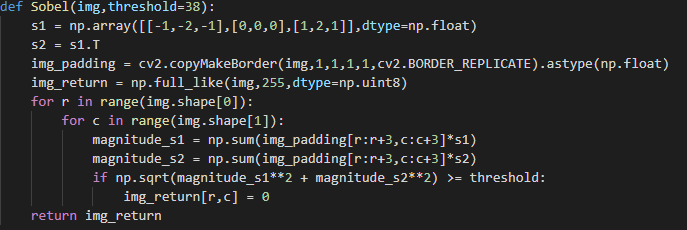 def Sobel(img,threshold=38):
    s1 = np.array([[-1,-2,-1],[0,0,0],[1,2,1]],dtype=np.float)
    s2 = s1.T
    img_padding = cv2.copyMakeBorder(img,1,1,1,1,cv2.BORDER_REPLICATE).astype(np.float)
    img_return = np.full_like(img,255,dtype=np.uint8)
    for r in range(img.shape[0]):
        for c in range(img.shape[1]):
            magnitude_s1 = np.sum(img_padding[r:r+3,c:c+3]*s1)
            magnitude_s2 = np.sum(img_padding[r:r+3,c:c+3]*s2)
            if np.sqrt(magnitude_s1**2 + magnitude_s2**2) >= threshold:
                img_return[r,c] = 0
    return img_return